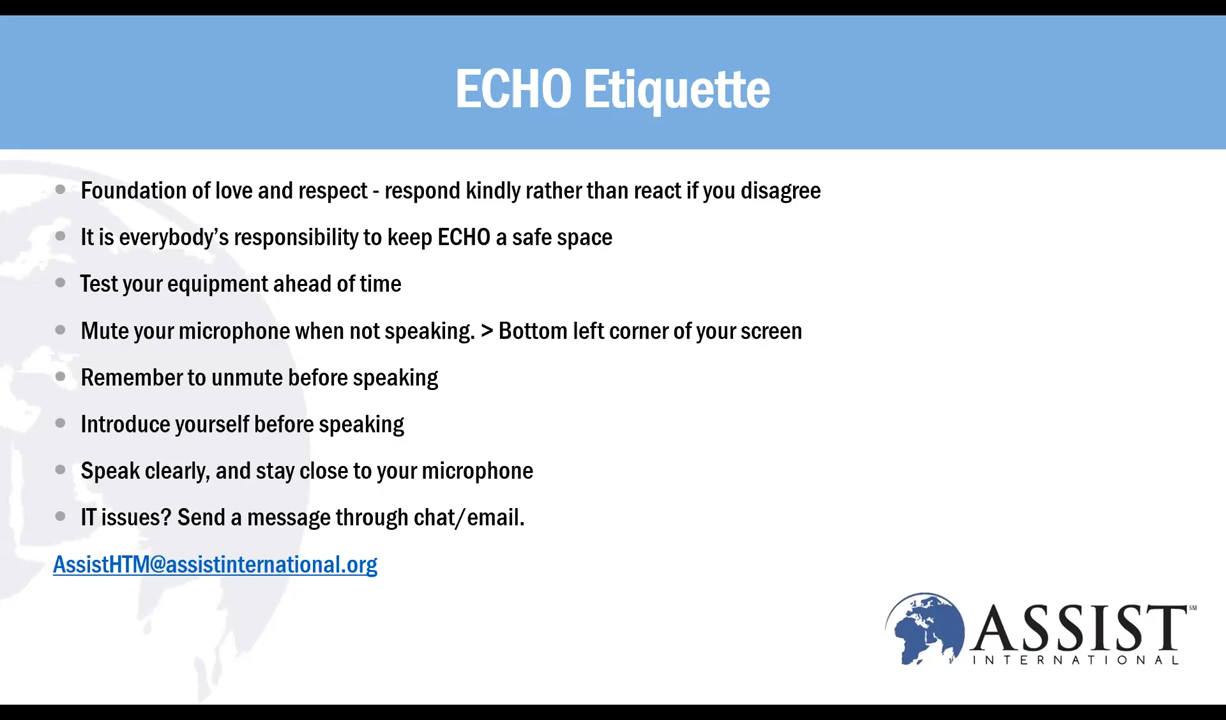 ECHO Etiquette
Foundation of love and respect - respond kindly rather than react if you disagree
It is everybody’s responsibility to keep ECHO a safe space
Test your equipment ahead of time
Mute your microphone when not speaking. > Bottom left corner of your screen
Remember to unmute before speaking
Introduce yourself before speaking
Speak clearly, and stay close to your microphone
IT issues? Send a message through chat/email.
AssistHTM@assistinternational.org
ASSIST℠
INTERNATIONAL